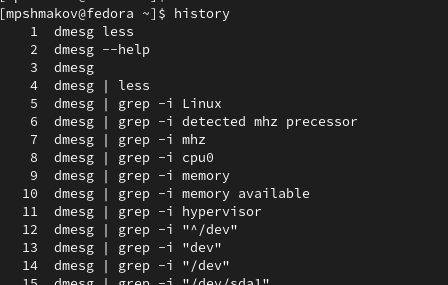 [mpshmakov@fedora ~]$ history
1 dmesg less
2 dmesg --help
3 dmesg
4 dmesg | less
5 dmesg | grep -i Linux
6 dmesg | grep -i detected mhz precessor
7 dmesg | grep -i mhz
8 dmesg | grep -i cpu0
9 dmesg | grep -i memory
10 dmesg | grep -i memory available
11 dmesg | grep -i hypervisor
12 dmesg | grep -i "^/dev"
13 dmesg | grep -i "dev"
14 dmesg | grep -i "/dev"
15 dmesg | grep -i "/dev/sda1"